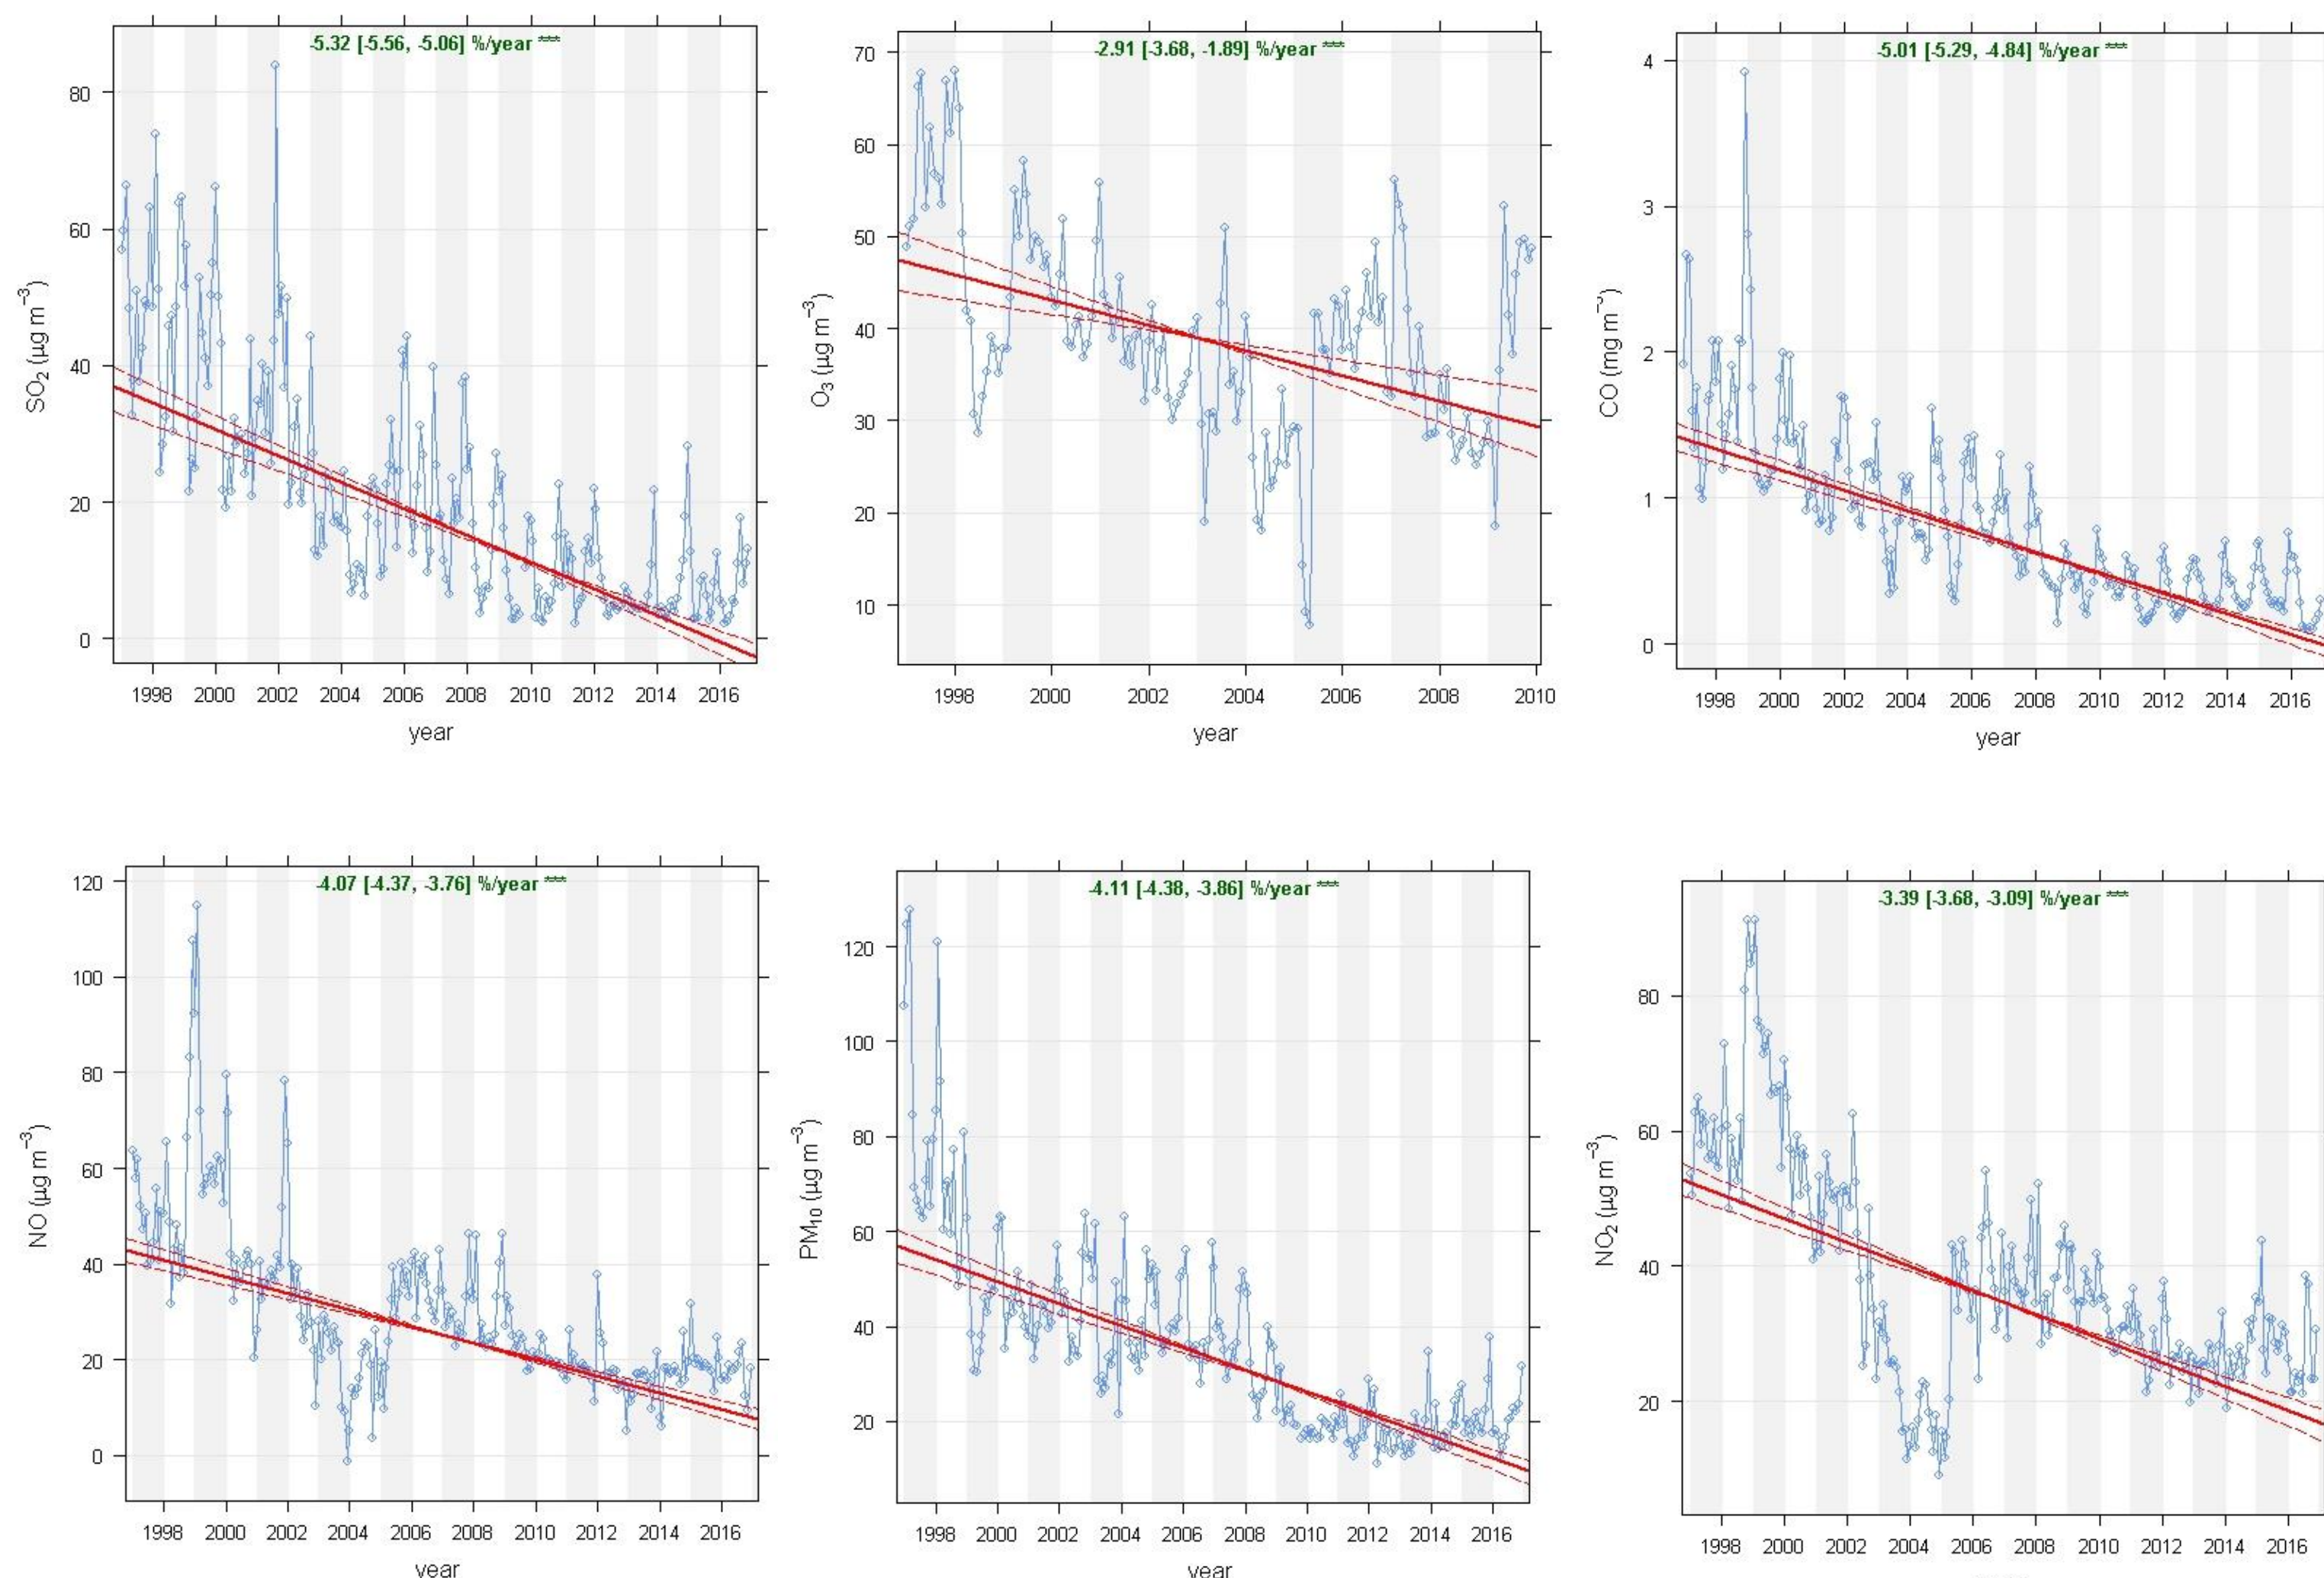 -5.32 [-5.56, -5.06] %/year ***
SO2 (µg m−3)
80
60
40
20
0
1998 2000 2002 2004 2006 2008 2010 2012 2014 2016
year
-2.91 [-3.68, -1.89] %/year ***
O3 (µg m−3)
70
60
50
40
30
20
10
1998 2000 2002 2004 2006 2008 2010
year
-5.01 [-5.29, -4.84] %/year ***
CO (mg m−3)
4
3
2
1
0
1998 2000 2002 2004 2006 2008 2010 2012 2014 2016
year
-4.07 [-4.37, -3.76] %/year ***
NO (µg m−3)
120
100
80
60
40
20
0
1998 2000 2002 2004 2006 2008 2010 2012 2014 2016
year
-4.11 [-4.38, -3.86] %/year ***
PM10 (µg m−3)
120
100
80
60
40
20
1998 2000 2002 2004 2006 2008 2010 2012 2014 2016
year
-3.39 [-3.68, -3.09] %/year ***
NO2 (µg m−3)
80
60
40
20
1998 2000 2002 2004 2006 2008 2010 2012 2014 2016